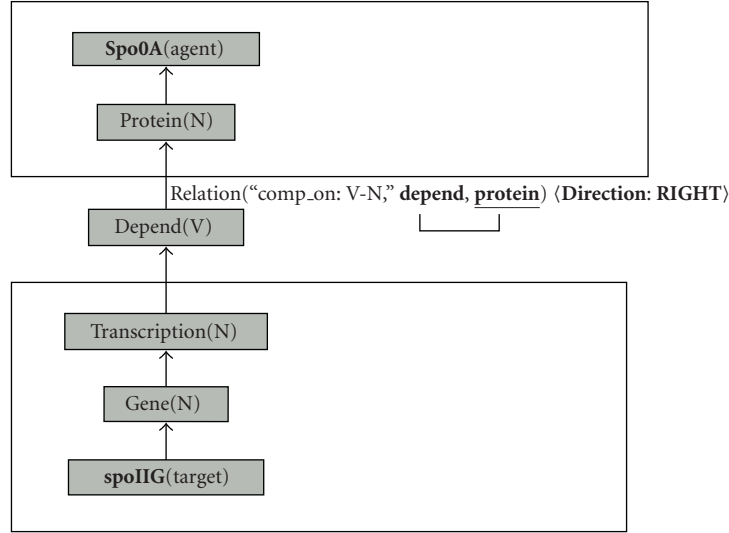 Spo0A(agent)
Protein(N)
Relation(“comp_on: V-N,” depend, protein) ⟨Direction: RIGHT⟩
Depend(V)
Transcription(N)
Gene(N)
spoIIG(target)